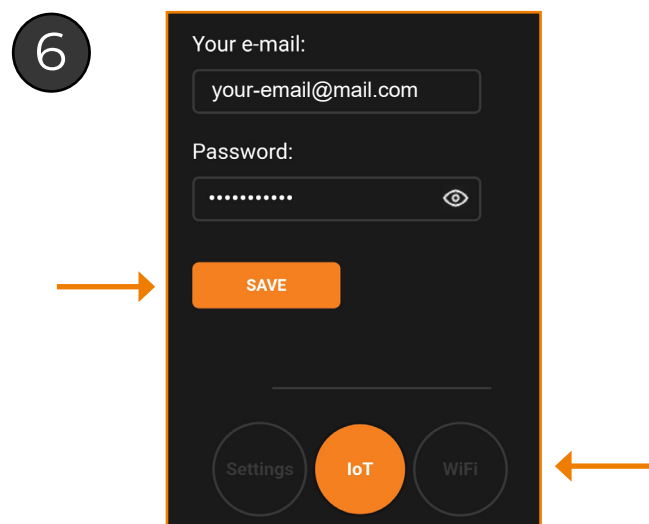 6
Your e-mail:
your-email@mail.com
Password:
•••••••••••
SAVE
Settings IoT WiFi